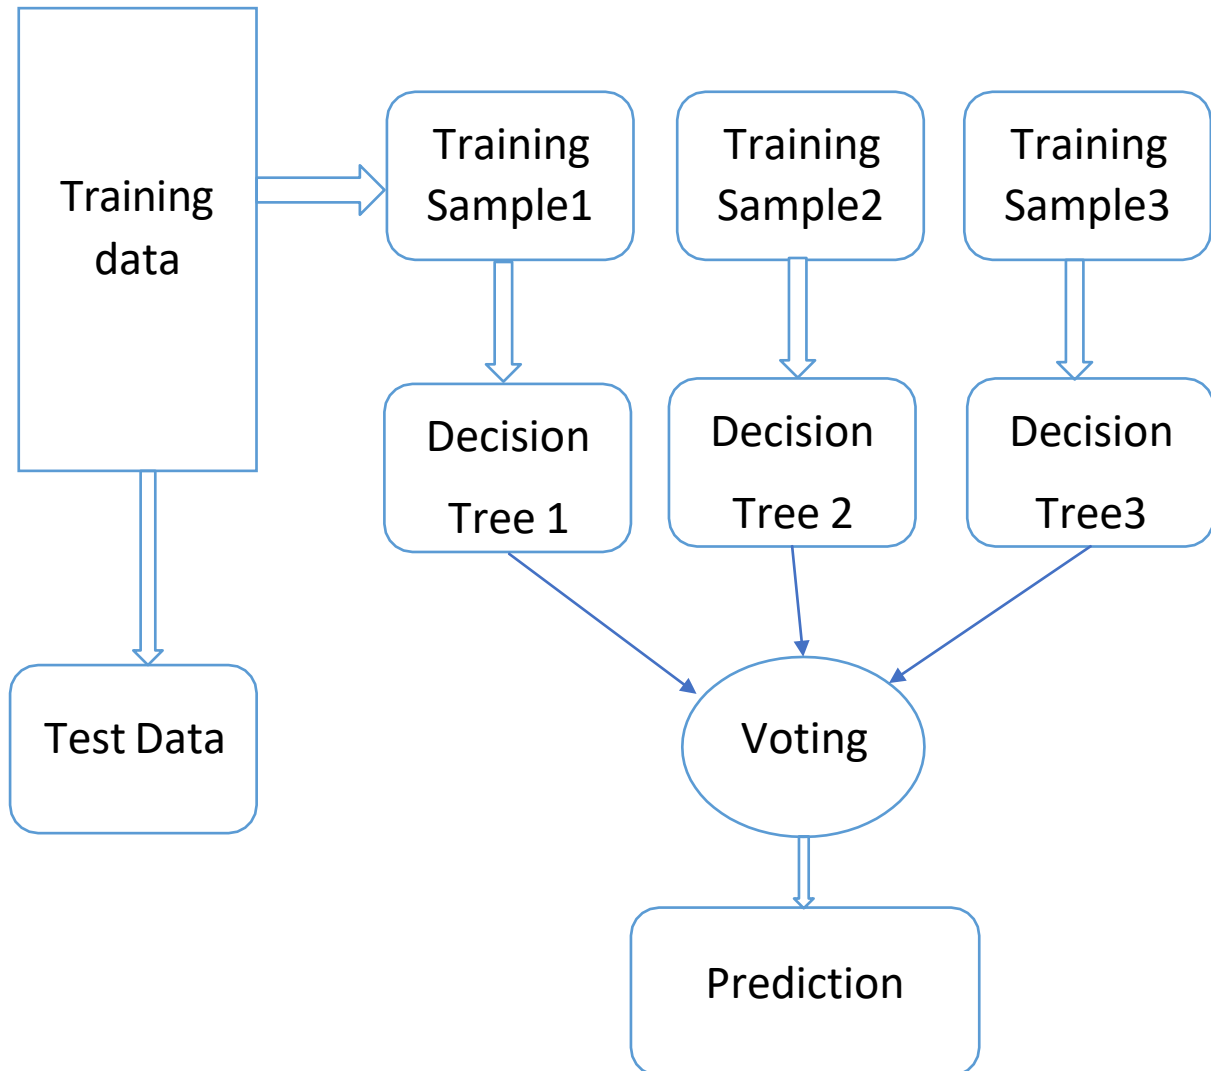 Training
data
Training
Sample1
Training
Sample2
Training
Sample3
Decision
Tree 1
Decision
Tree 2
Decision
Tree3
Test Data
Voting
Prediction